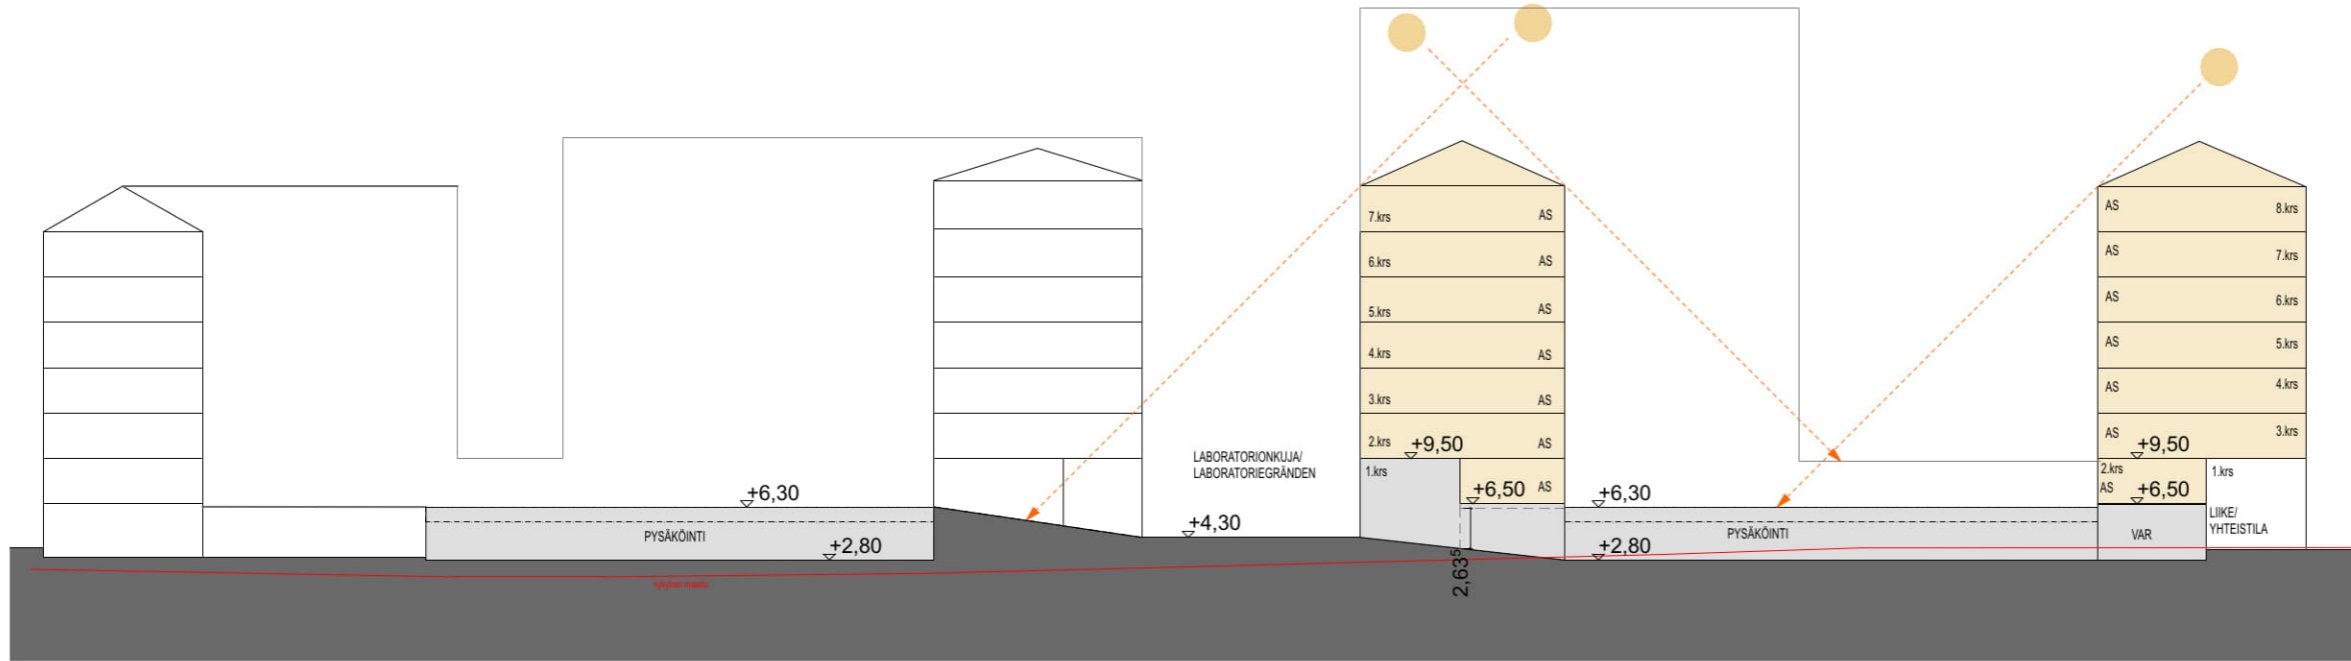 7.krs AS
6.krs AS
5.krs AS
4.krs AS
3.krs AS
2.krs +9,50 AS
1.krs
+6,50 AS
2,63⁵
AS 8.krs
AS 7.krs
AS 6.krs
AS 5.krs
AS 4.krs
AS +9,50 3.krs
2.krs 1.krs
AS +6,50
LIIKE/
YHTEISTILA
VAR
LABORATORIONKUJA/
LABORATORIEGRÄNDEN
+4,30
+6,30
PYSÄKÖINTI
+2,80
+6,30
PYSÄKÖINTI
+2,80